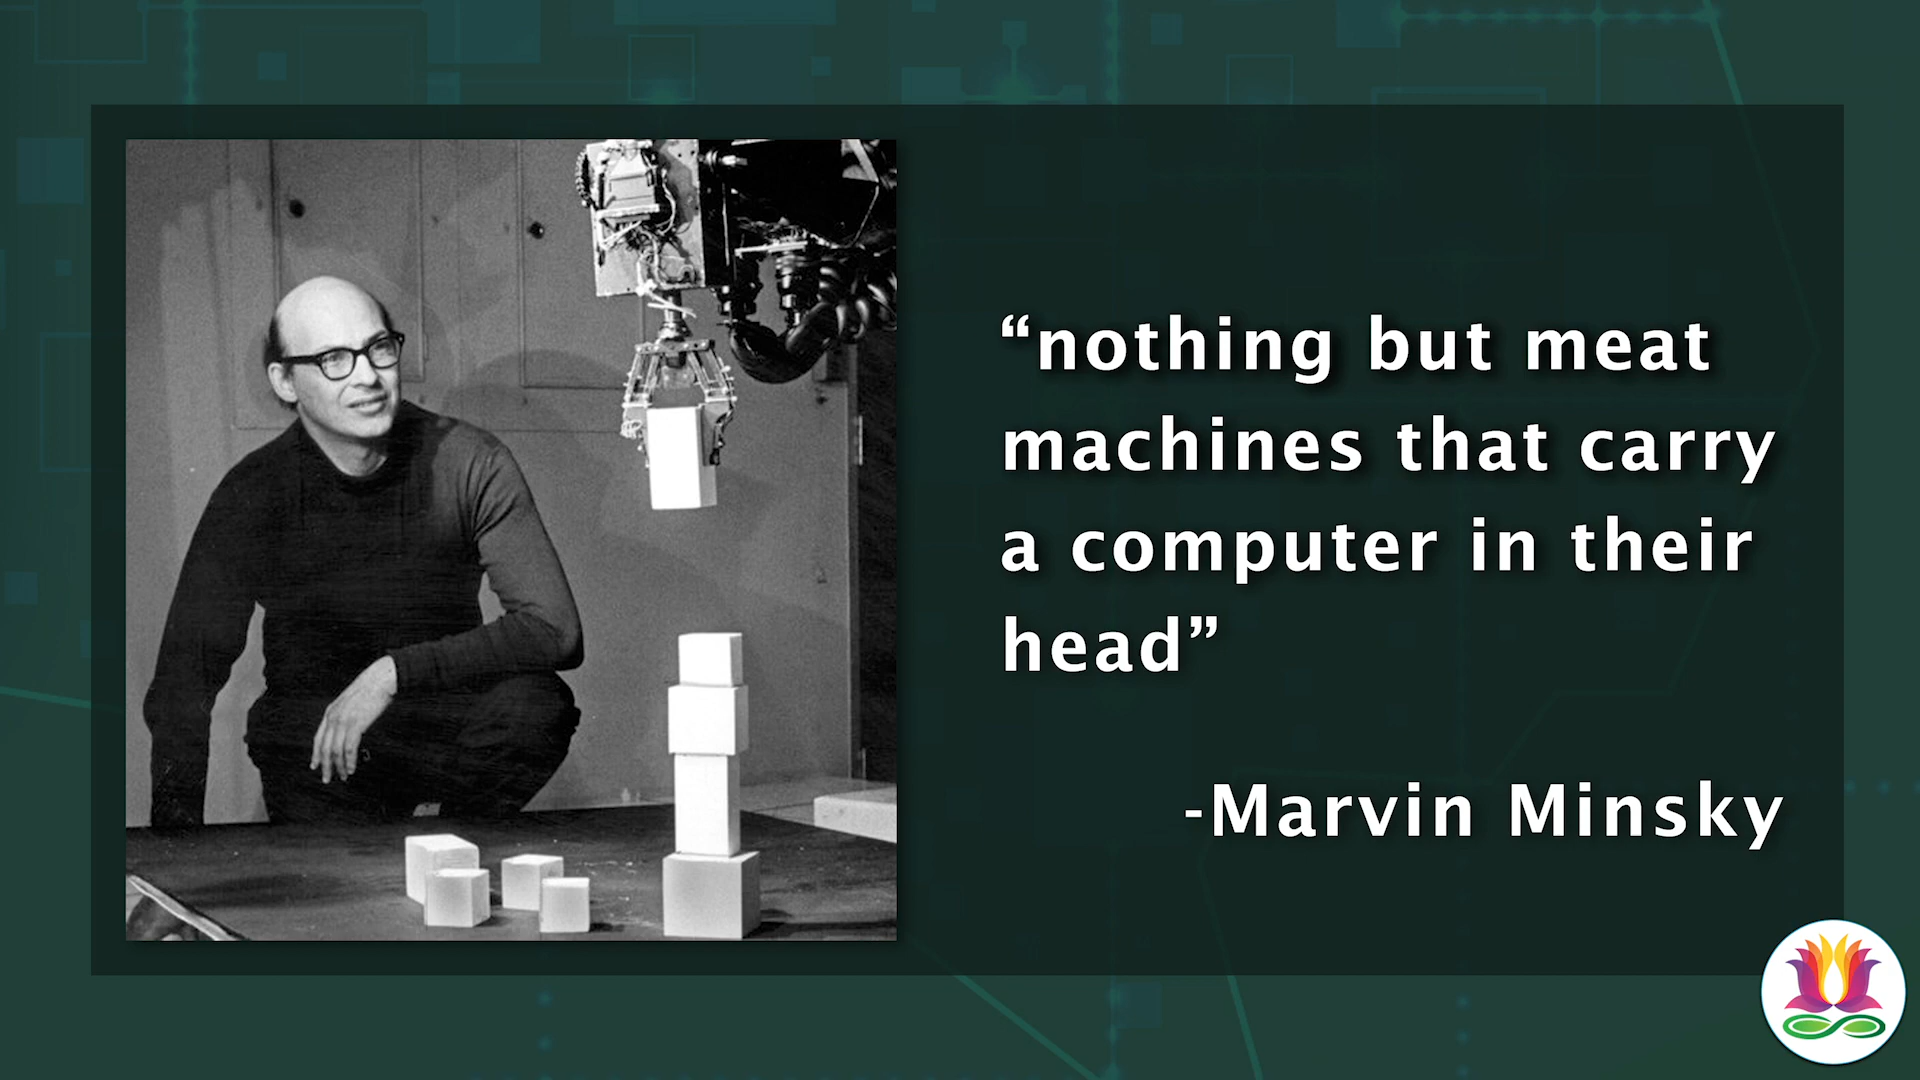 “nothing but meat
machines that carry
a computer in their
head”
-Marvin Minsky